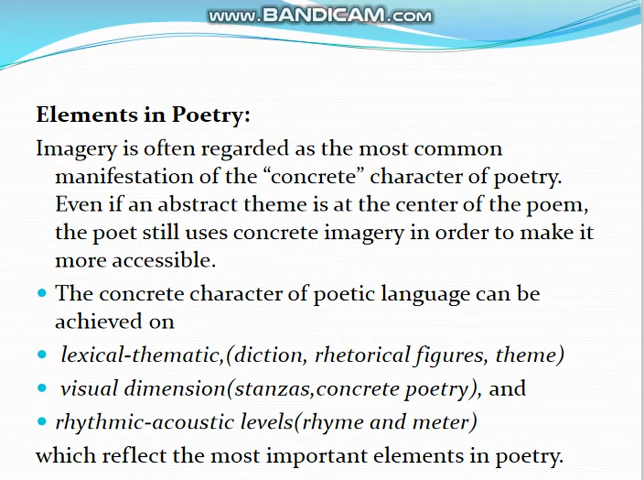 www.BANDICAM.com
Elements in Poetry:
Imagery is often regarded as the most common
manifestation of the “concrete” character of poetry.
Even if an abstract theme is at the center of the poem,
the poet still uses concrete imagery in order to make it
more accessible.
• The concrete character of poetic language can be
achieved on
• lexical-thematic,(diction, rhetorical figures, theme)
• visual dimension(stanzas,concrete poetry), and
• rhythmic-acoustic levels(rhyme and meter)
which reflect the most important elements in poetry.